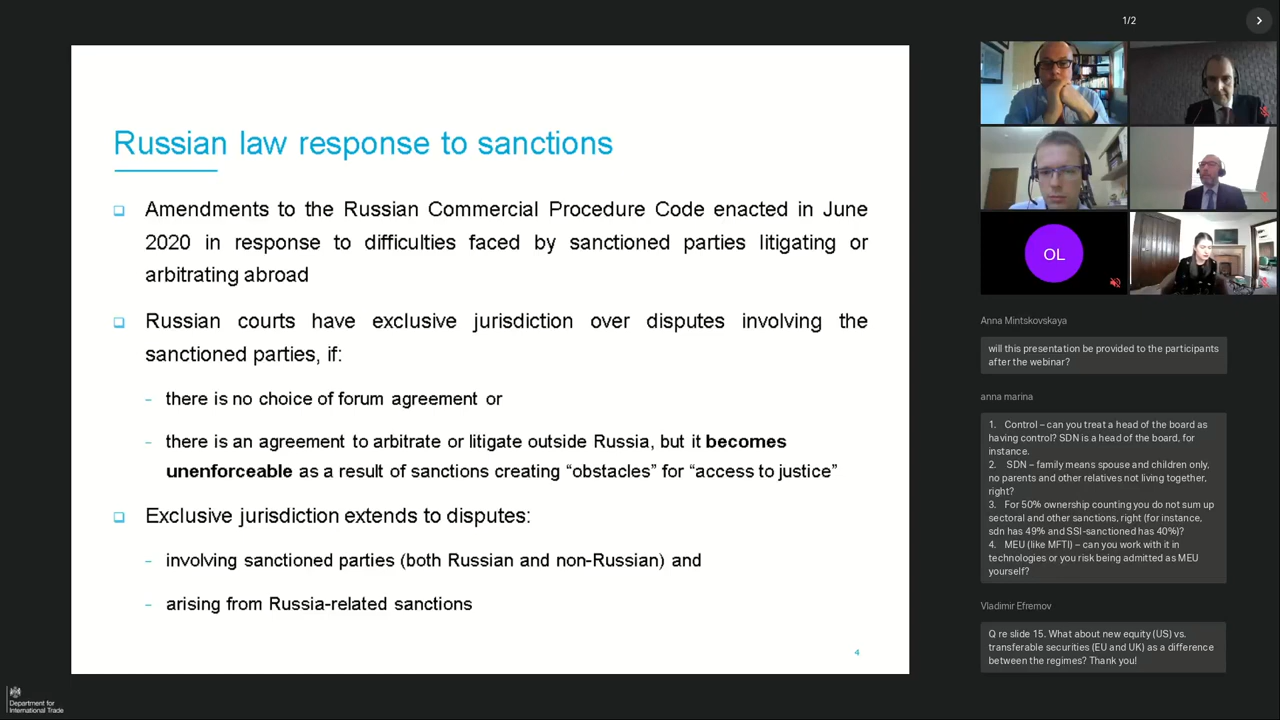 Russian law response to sanctions
Amendments to the Russian Commercial Procedure Code enacted in June
2020 in response to difficulties faced by sanctioned parties litigating or
arbitrating abroad
Russian courts have exclusive jurisdiction over disputes involving the
sanctioned parties, if:
- there is no choice of forum agreement or
- there is an agreement to arbitrate or litigate outside Russia, but it becomes
unenforceable as a result of sanctions creating “obstacles” for “access to justice”
Exclusive jurisdiction extends to disputes:
- involving sanctioned parties (both Russian and non-Russian) and
- arising from Russia-related sanctions
4
Department for
International Trade
1/2
OL
Anna Mintskovskaya
will this presentation be provided to the participants
after the webinar?
anna marina
1. Control – can you treat a head of the board as
having control? SDN is a head of the board, for
instance.
2. SDN – family means spouse and children only,
no parents and other relatives not living together,
right?
3. For 50% ownership counting you do not sum up
sectoral and other sanctions, right (for instance,
sdn has 49% and SSI-sanctioned has 40%)?
4. MEU (like MFTI) – can you work with it in
technologies or you risk being admitted as MEU
yourself?
Vladimir Efremov
Q re slide 15. What about new equity (US) vs.
transferable securities (EU and UK) as a difference
between the regimes? Thank you!